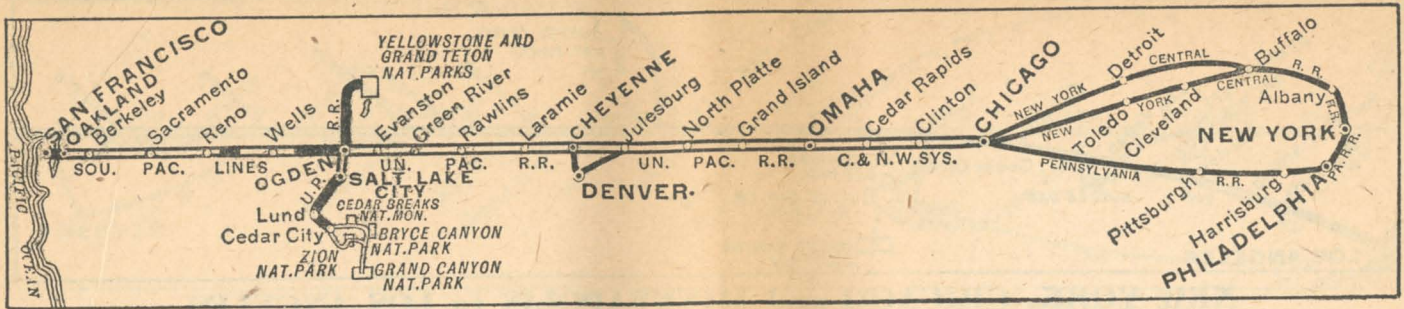 SAN FRANCISCO
OAKLAND
Berkeley
Sacramento
Reno
Wells
SOU. PAC. LINES
PACIFIC OCEAN
OGDEN
R.R.
YELLOWSTONE AND
GRAND TETON
NAT. PARKS
U.P.
SALT LAKE
CITY
CEDAR BREAKS
NAT. MON.
Lund
Cedar City
BRYCE CANYON
NAT. PARK
ZION
NAT. PARK
GRAND CANYON
NAT. PARK
Evanston
Green River
Rawlins
Laramie
UN. PAC. R.R.
CHEYENNE
DENVER.
Julesburg
North Platte
Grand Island
UN. PAC. R.R.
OMAHA
Cedar Rapids
Clinton
C. & N.W. SYS.
CHICAGO
NEW YORK CENTRAL R.R.
Detroit
Buffalo
NEW YORK CENTRAL
Toledo
Cleveland
Albany
R.R.
NEW YORK
PA. R.R.
PENNSYLVANIA R.R.
Pittsburgh
Harrisburg
PHILADELPHIA